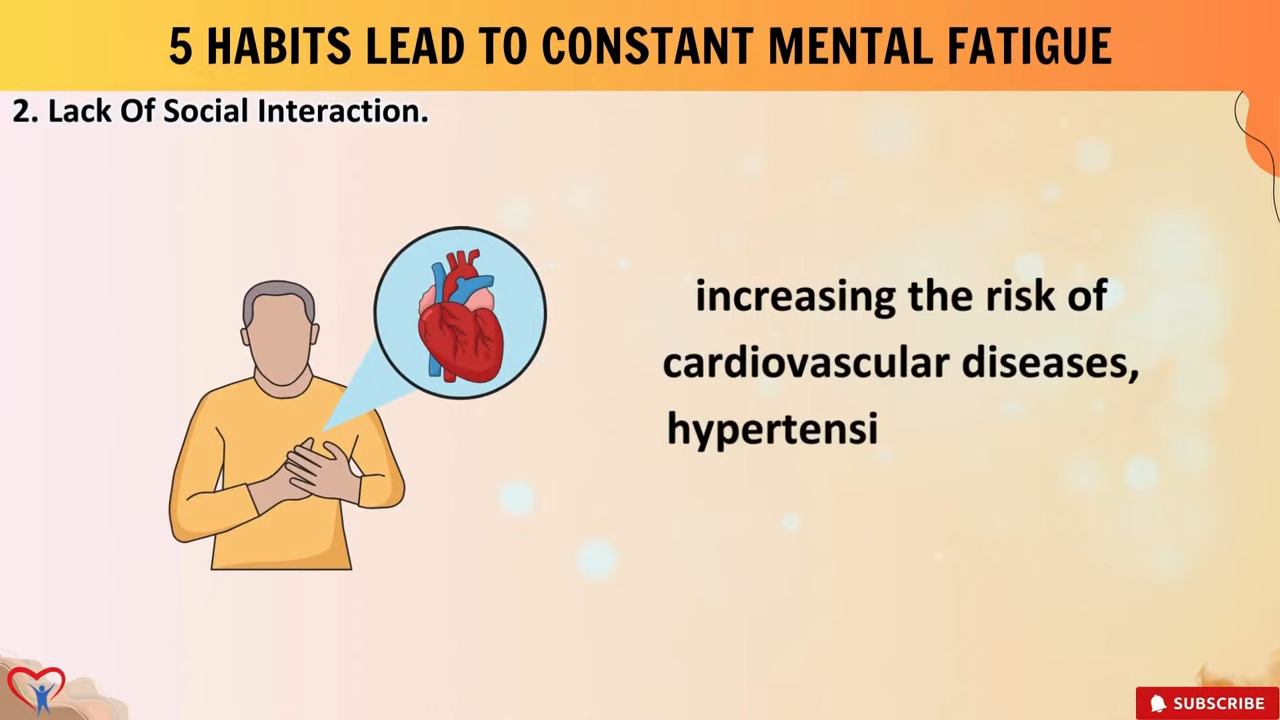 5 HABITS LEAD TO CONSTANT MENTAL FATIGUE
2. Lack Of Social Interaction.
increasing the risk of
cardiovascular diseases,
hypertensi
SUBSCRIBE